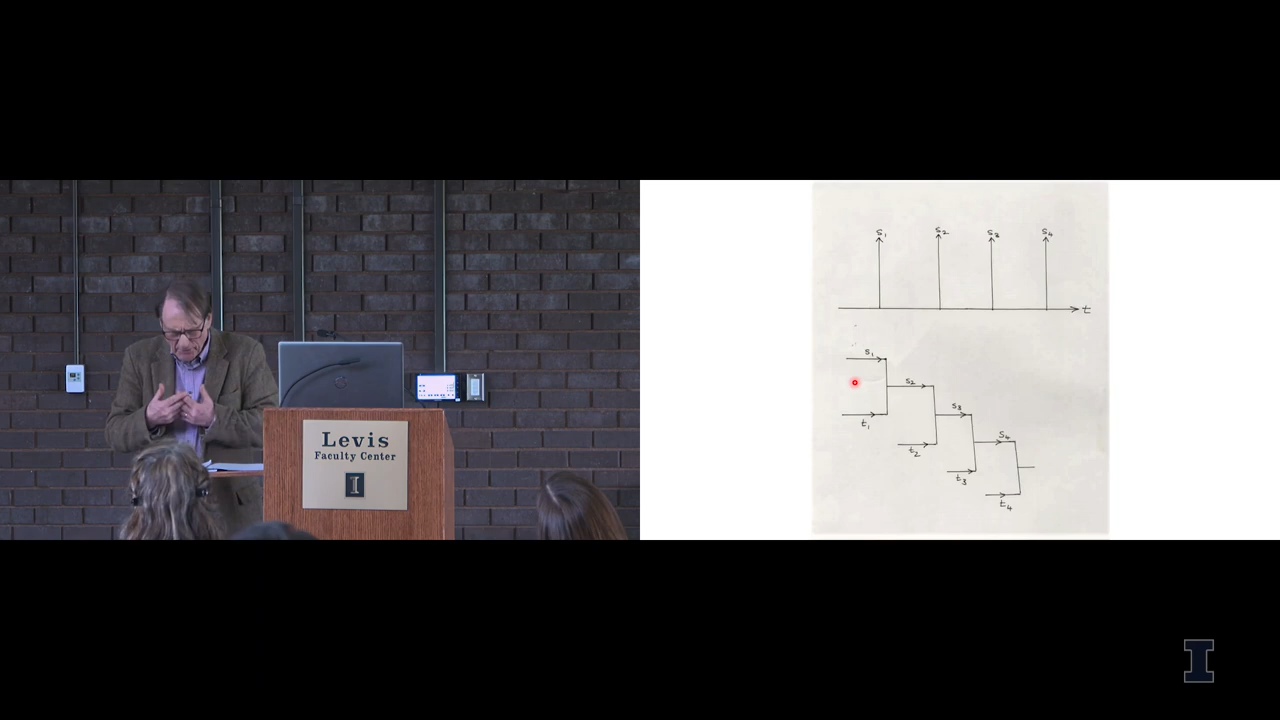 Levis
Faculty Center
I
S1 S2 S3 S4
t
S1
S2
t1
S3
t2
S4
t3
t4
I